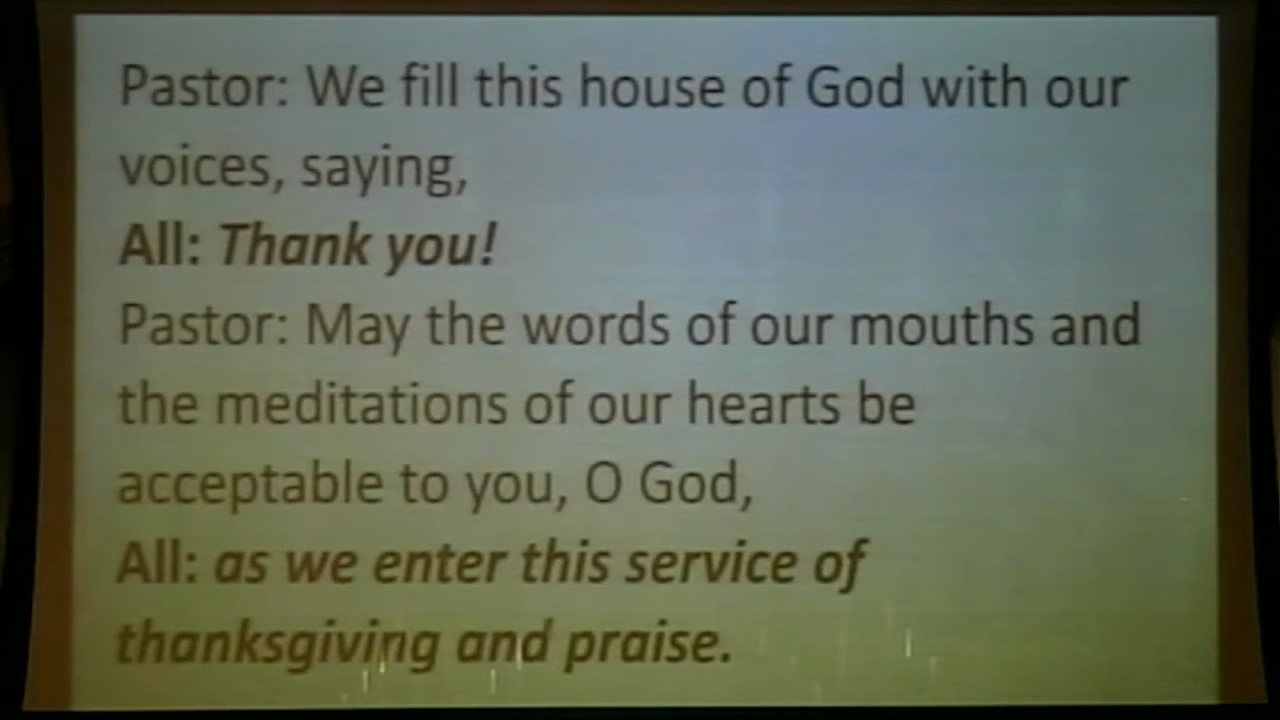 Pastor: We fill this house of God with our
voices, saying,
All: Thank you!
Pastor: May the words of our mouths and
the meditations of our hearts be
acceptable to you, O God,
All: as we enter this service of
thanksgiving and praise.